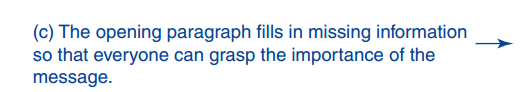 (c) The opening paragraph fills in missing information
so that everyone can grasp the importance of the
message.